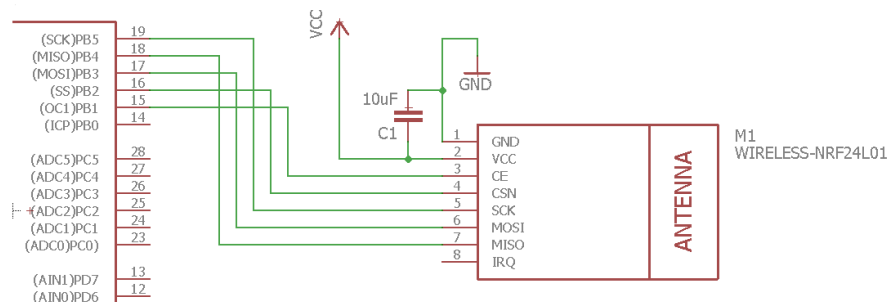 (SCK)PB5 19
(MISO)PB4 18
(MOSI)PB3 17
(SS)PB2 16
(OC1)PB1 15
(ICP)PB0 14
(ADC5)PC5 28
(ADC4)PC4 27
(ADC3)PC3 26
(ADC2)PC2 25
(ADC1)PC1 24
(ADC0)PC0) 23
(AIN1)PD7 13
(AIN0)PD6 12
VCC
GND
10uF
C1
1 GND
2 VCC
3 CE
4 CSN
5 SCK
6 MOSI
7 MISO
8 IRQ
ANTENNA
M1
WIRELESS-NRF24L01